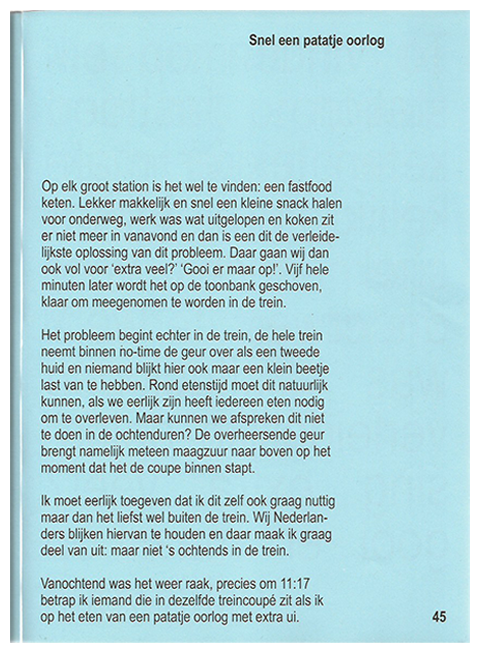 Snel een patatje oorlog
Op elk groot station is het wel te vinden: een fastfood
keten. Lekker makkelijk en snel een kleine snack halen
voor onderweg, werk was wat uitgelopen en koken zit
er niet meer in vanavond en dan is een dit de verleide-
lijkste oplossing van dit probleem. Daar gaan wij dan
ook vol voor ‘extra veel?’ ‘Gooi er maar op!’. Vijf hele
minuten later wordt het op de toonbank geschoven,
klaar om meegenomen te worden in de trein.
Het probleem begint echter in de trein, de hele trein
neemt binnen no-time de geur over als een tweede
huid en niemand blijkt hier ook maar een klein beetje
last van te hebben. Rond etenstijd moet dit natuurlijk
kunnen, als we eerlijk zijn heeft iedereen eten nodig
om te overleven. Maar kunnen we afspreken dit niet
te doen in de ochtenduren? De overheersende geur
brengt namelijk meteen maagzuur naar boven op het
moment dat het de coupe binnen stapt.
Ik moet eerlijk toegeven dat ik dit zelf ook graag nuttig
maar dan het liefst wel buiten de trein. Wij Nederlan-
ders blijken hiervan te houden en daar maak ik graag
deel van uit: maar niet ‘s ochtends in de trein.
Vanochtend was het weer raak, precies om 11:17
betrap ik iemand die in dezelfde treincoupé zit als ik
op het eten van een patatje oorlog met extra ui.
45